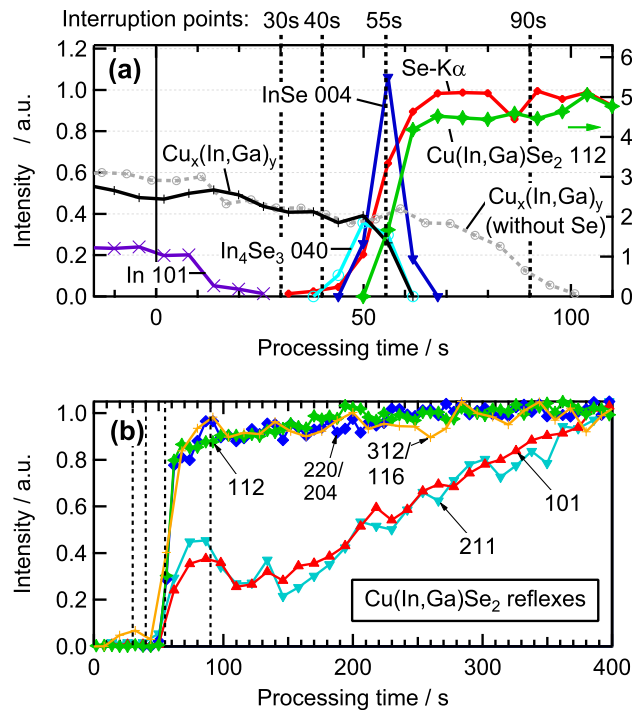 Interruption points: 30s 40s 55s 90s
(a)
Intensity / a.u.
1.2
1.0
0.8
0.6
0.4
0.2
0.0
6
5
4
3
2
1
0
Se-Kα
InSe 004
Cu(In,Ga)Se₂ 112
Cuₓ(In,Ga)ᵧ
Cuₓ(In,Ga)ᵧ
(without Se)
In₄Se₃ 040
In 101
0 50 100
Processing time / s
(b)
Intensity / a.u.
1.0
0.8
0.6
0.4
0.2
0.0
112
220/
204
312/
116
101
211
Cu(In,Ga)Se₂ reflexes
0 100 200 300 400
Processing time / s